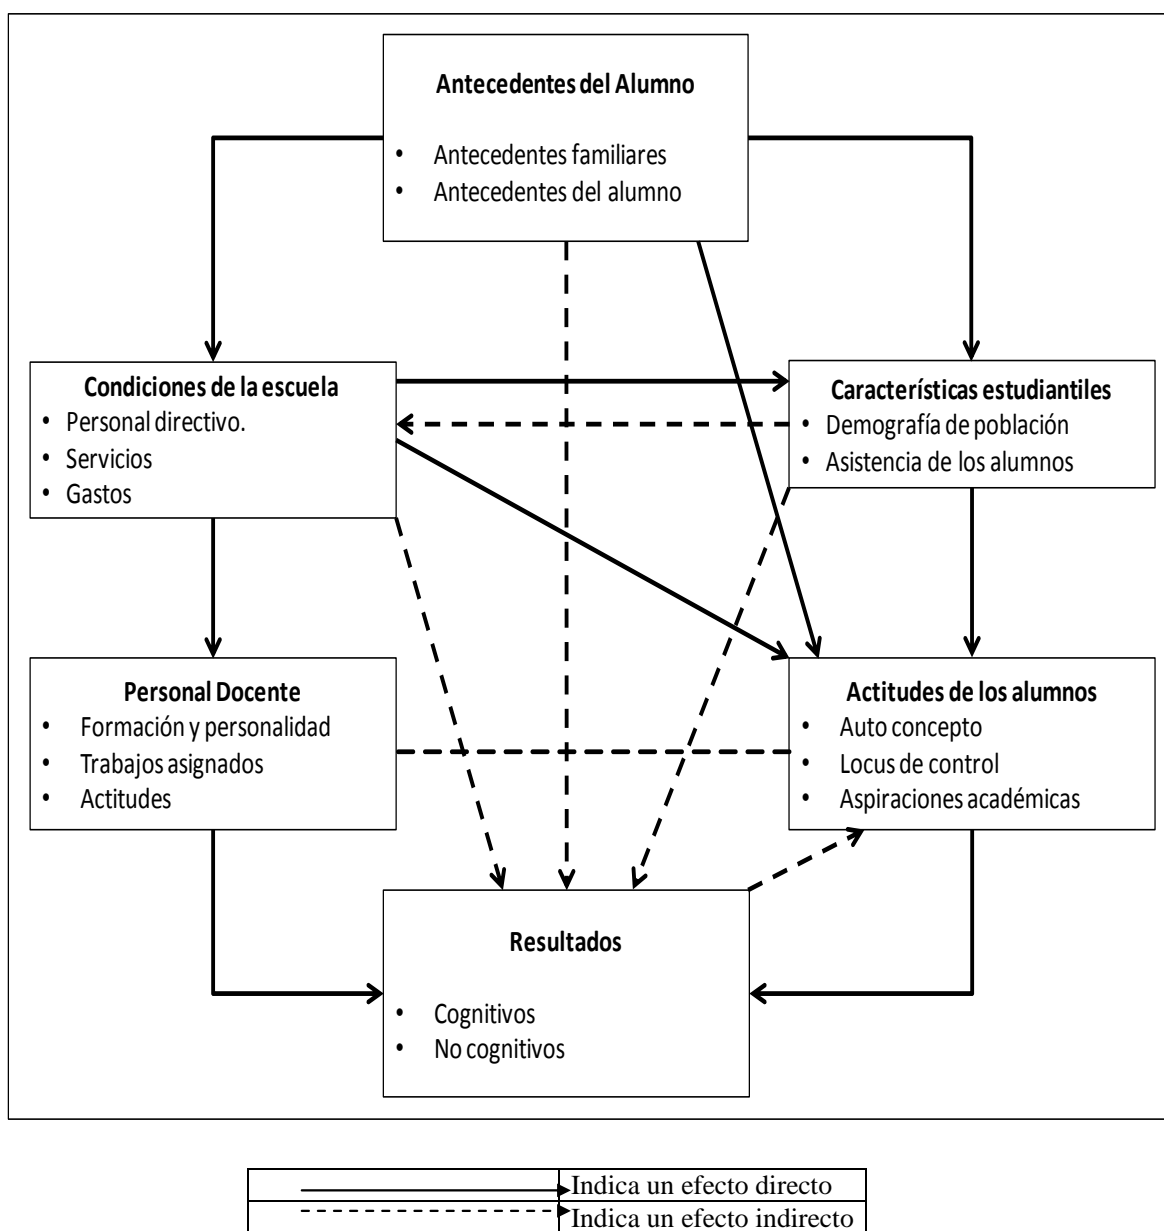 Antecedentes del Alumno
• Antecedentes familiares
• Antecedentes del alumno
Condiciones de la escuela
• Personal directivo.
• Servicios
• Gastos
Características estudiantiles
• Demografía de población
• Asistencia de los alumnos
Personal Docente
• Formación y personalidad
• Trabajos asignados
• Actitudes
Actitudes de los alumnos
• Auto concepto
• Locus de control
• Aspiraciones académicas
Resultados
• Cognitivos
• No cognitivos
Indica un efecto directo
Indica un efecto indirecto